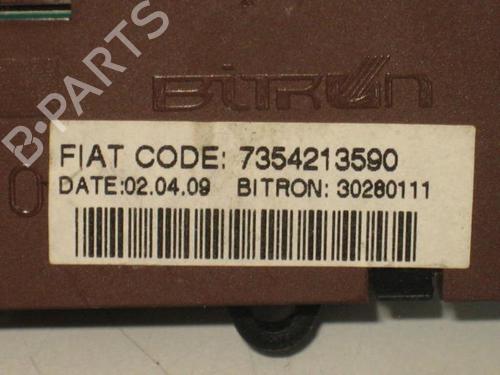 B-PARTS
BITRON
FIAT CODE: 7354213590
DATE:02.04.09 BITRON: 30280111